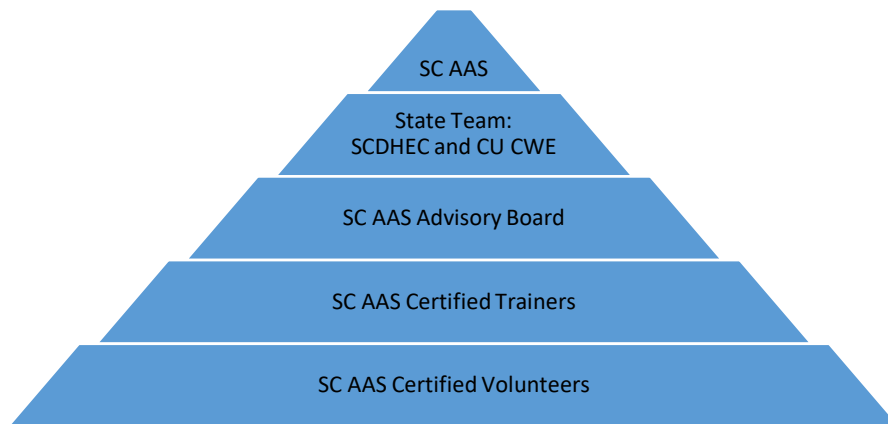 SC AAS
State Team:
SCDHEC and CU CWE
SC AAS Advisory Board
SC AAS Certified Trainers
SC AAS Certified Volunteers